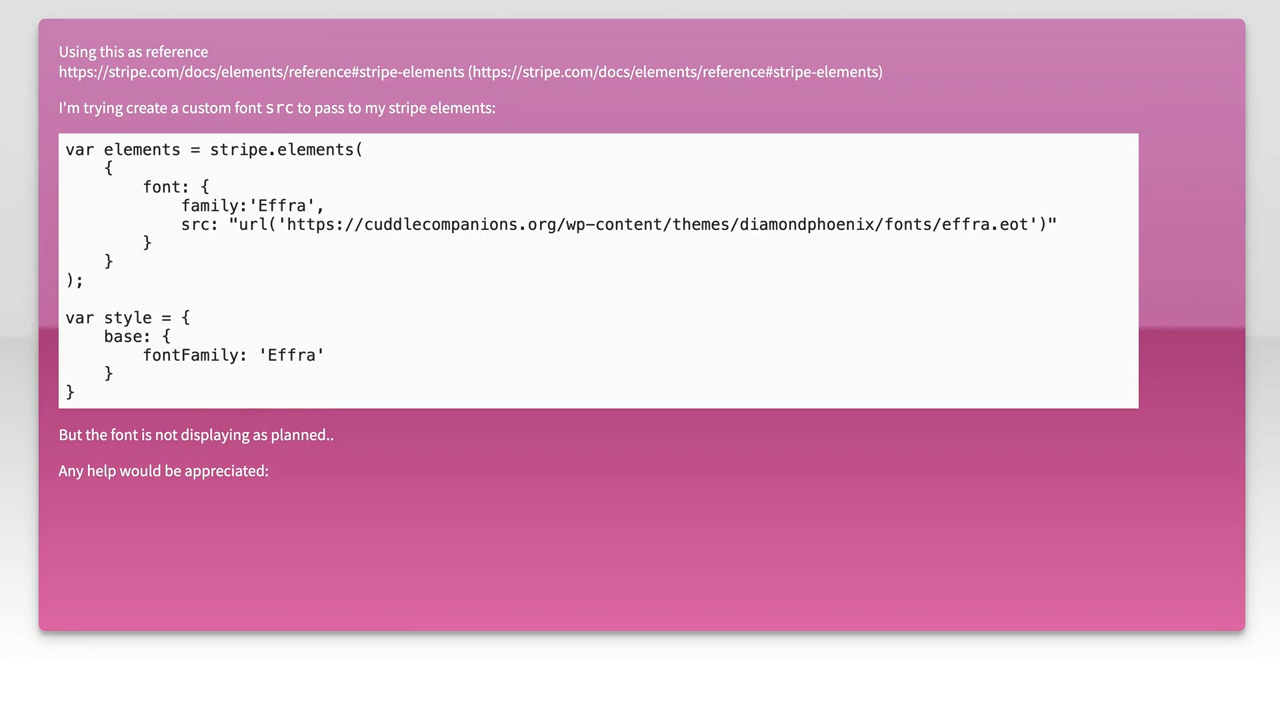 Using this as reference
https://stripe.com/docs/elements/reference#stripe-elements (https://stripe.com/docs/elements/reference#stripe-elements)
I'm trying create a custom font src to pass to my stripe elements:
var elements = stripe.elements(
    {
        font: {
            family:'Effra',
            src: "url('https://cuddlecompanions.org/wp-content/themes/diamondphoenix/fonts/effra.eot')"
        }
    }
);
var style = {
    base: {
        fontFamily: 'Effra'
    }
}
But the font is not displaying as planned..
Any help would be appreciated: